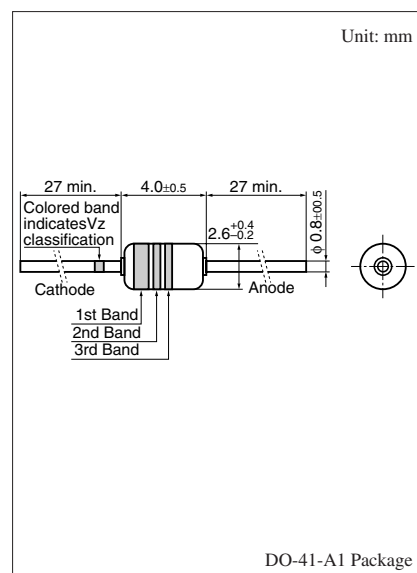 Unit: mm
27 min.
4.0±0.5
27 min.
Colored band
indicatesVz
classification
2.6+0.4
−0.2
ϕ 0.8±00.5
Cathode
Anode
1st Band
2nd Band
3rd Band
DO-41-A1 Package